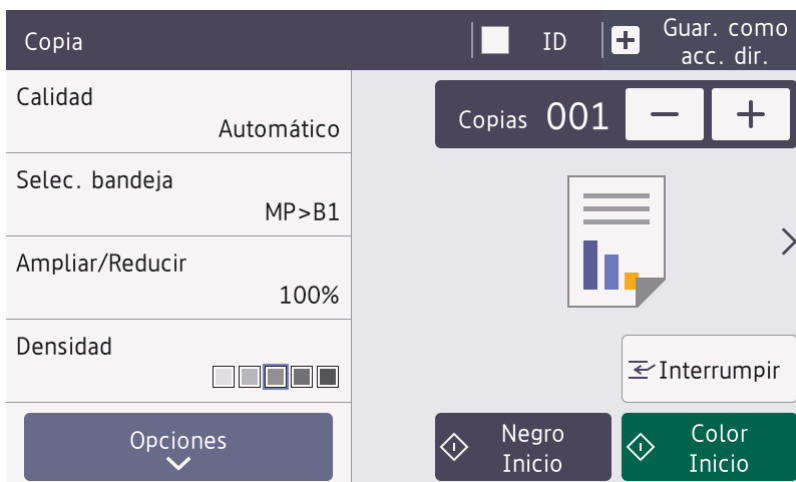 Copia
ID
Guar. como
acc. dir.
Calidad
Automático
Selec. bandeja
MP>B1
Ampliar/Reducir
100%
Densidad
Opciones
Copias 001 − +
Interrumpir
Negro
Inicio
Color
Inicio